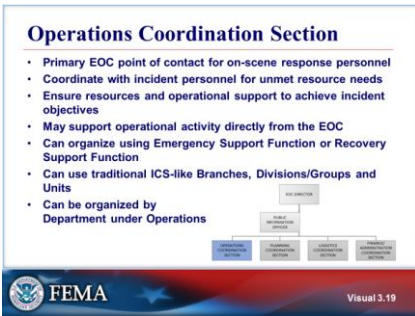 Operations Coordination Section
• Primary EOC point of contact for on-scene response personnel
• Coordinate with incident personnel for unmet resource needs
• Ensure resources and operational support to achieve incident
objectives
• May support operational activity directly from the EOC
• Can organize using Emergency Support Function or Recovery
Support Function
• Can use traditional ICS-like Branches, Divisions/Groups and
Units
• Can be organized by
Department under Operations
EOC DIRECTOR
PUBLIC
INFORMATION
OFFICER
OPERATIONS
COORDINATION
SECTION
PLANNING
COORDINATION
SECTION
LOGISTICS
COORDINATION
SECTION
FINANCE/
ADMINISTRATION
COORDINATION
SECTION
FEMA
Visual 3.19